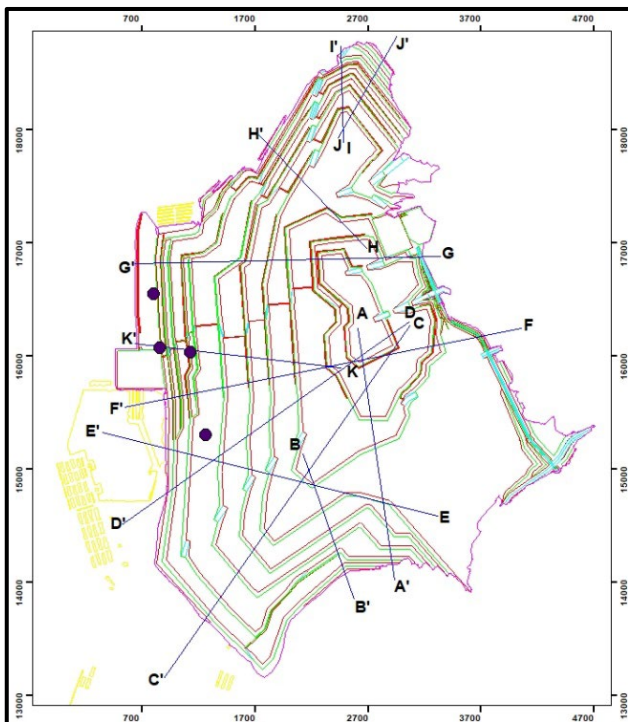 700 1700 2700 3700 4700
I' J'
18000 H' J I 18000
17000 H G 17000
G'
A D C F
K'
16000 K 16000
F'
E' B
15000 15000
E
D'
14000 A' 14000
B'
C'
13000 13000
700 1700 2700 3700 4700